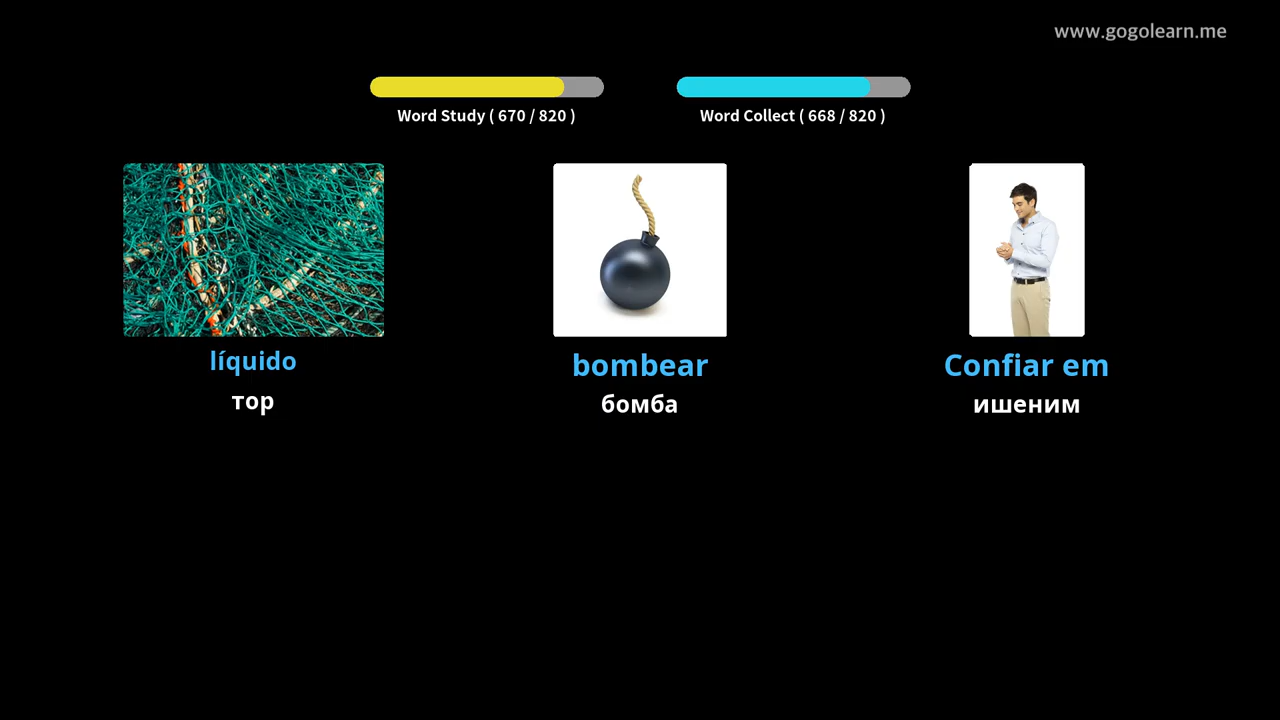 www.gogolearn.me
Word Study ( 670 / 820 )
Word Collect ( 668 / 820 )
líquido
тор
bombear
бомба
Confiar em
ишеним